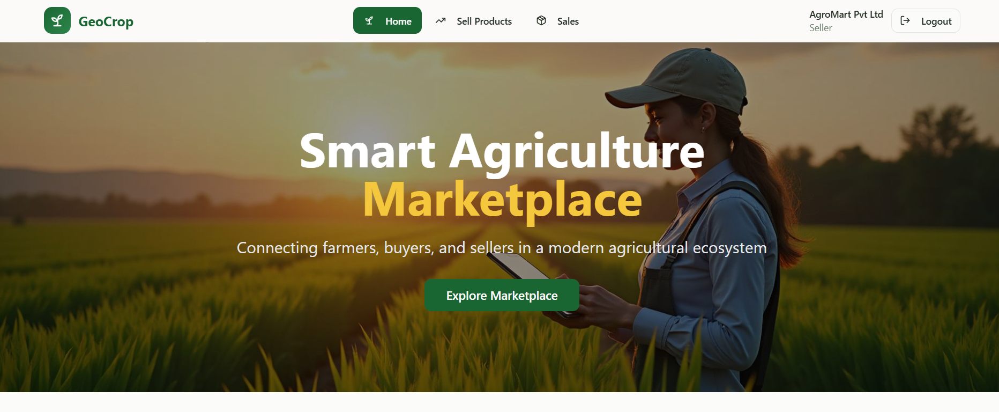 GeoCrop
Home
Sell Products
Sales
AgroMart Pvt Ltd
Seller
Logout
Smart Agriculture
Marketplace
Connecting farmers, buyers, and sellers in a modern agricultural ecosystem
Explore Marketplace